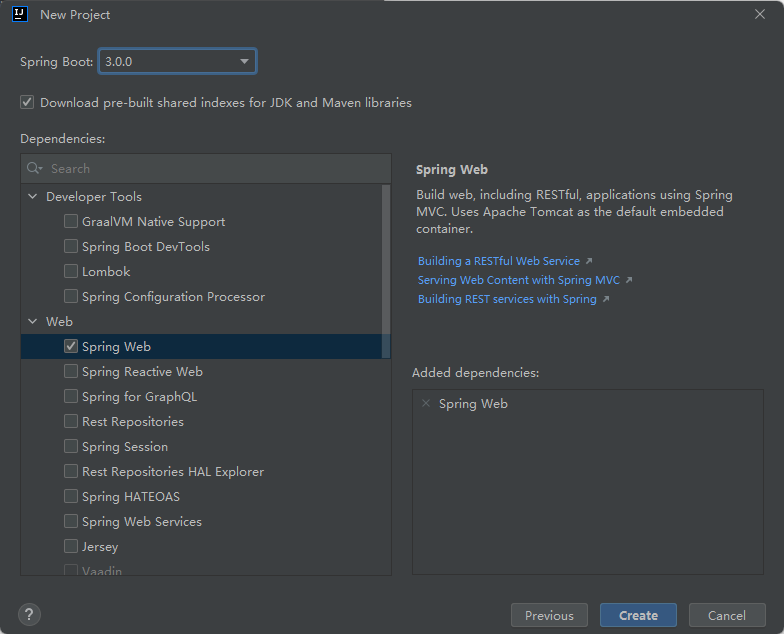 New Project
Spring Boot: 3.0.0
Download pre-built shared indexes for JDK and Maven libraries
Dependencies:
Search
Developer Tools
GraalVM Native Support
Spring Boot DevTools
Lombok
Spring Configuration Processor
Web
Spring Web
Spring Reactive Web
Spring for GraphQL
Rest Repositories
Spring Session
Rest Repositories HAL Explorer
Spring HATEOAS
Spring Web Services
Jersey
Vaadin
Spring Web
Build web, including RESTful, applications using Spring
MVC. Uses Apache Tomcat as the default embedded
container.
Building a RESTful Web Service
Serving Web Content with Spring MVC
Building REST services with Spring
Added dependencies:
Spring Web
?
Previous
Create
Cancel